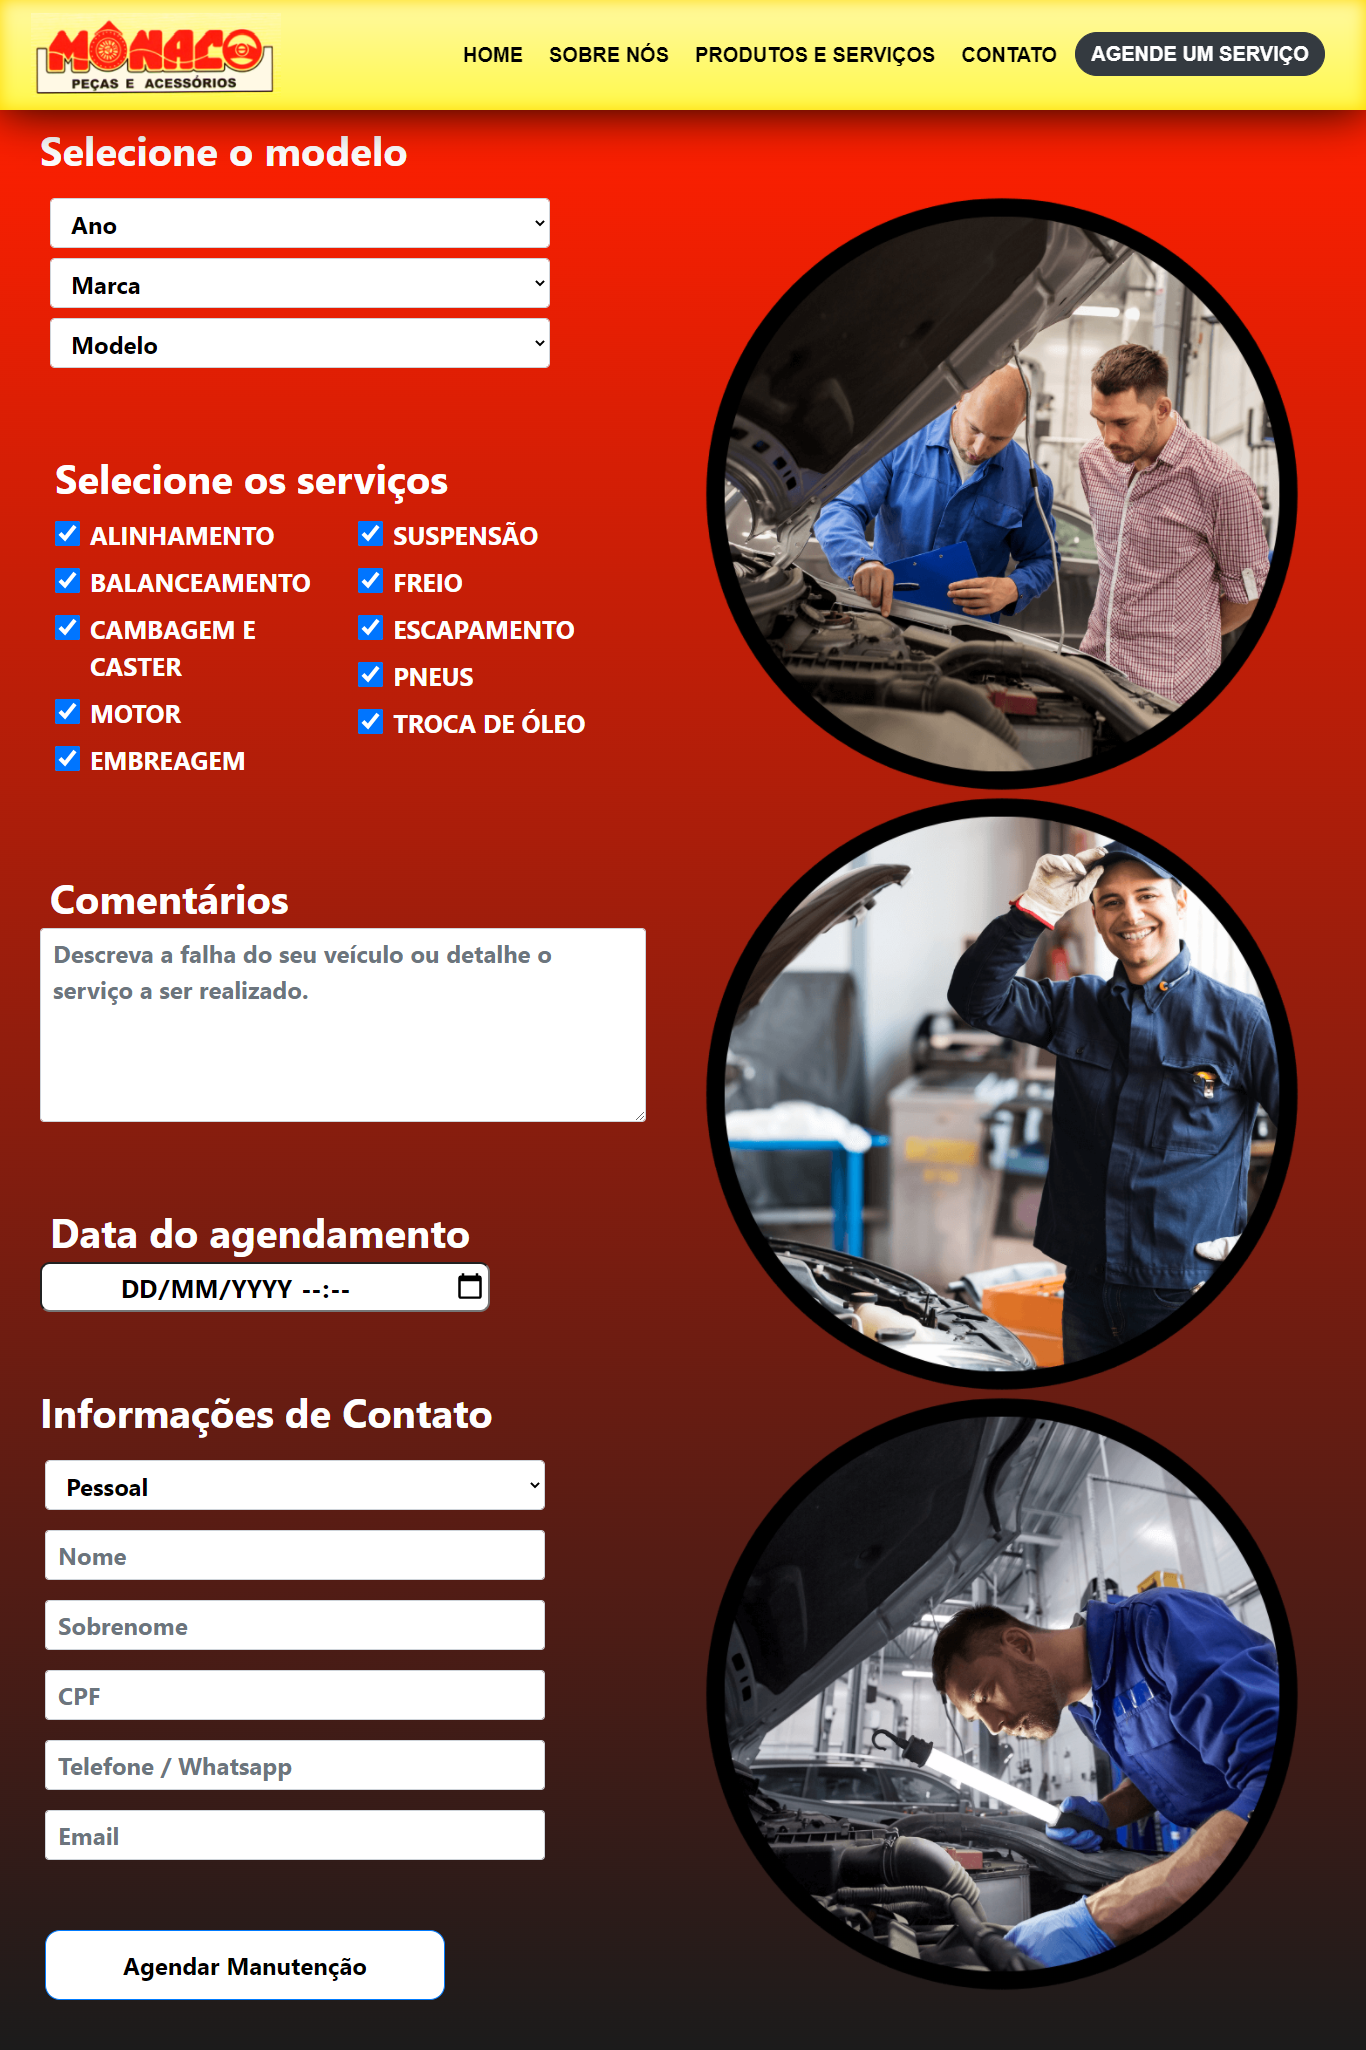 MÔNACO
PEÇAS E ACESSÓRIOS
HOME
SOBRE NÓS
PRODUTOS E SERVIÇOS
CONTATO
AGENDE UM SERVIÇO
Selecione o modelo
Ano
Marca
Modelo
Selecione os serviços
ALINHAMENTO
BALANCEAMENTO
CAMBAGEM E
CASTER
MOTOR
EMBREAGEM
SUSPENSÃO
FREIO
ESCAPAMENTO
PNEUS
TROCA DE ÓLEO
Comentários
Descreva a falha do seu veículo ou detalhe o
serviço a ser realizado.
Data do agendamento
DD/MM/YYYY --:--
Informações de Contato
Pessoal
Nome
Sobrenome
CPF
Telefone / Whatsapp
Email
Agendar Manutenção